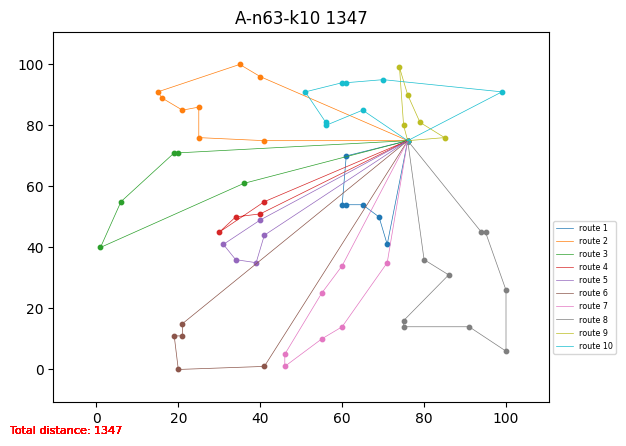 A-n63-k10 1347
100
80
60
40
20
0
0 20 40 60 80 100
route 1
route 2
route 3
route 4
route 5
route 6
route 7
route 8
route 9
route 10
Total distance: 1347